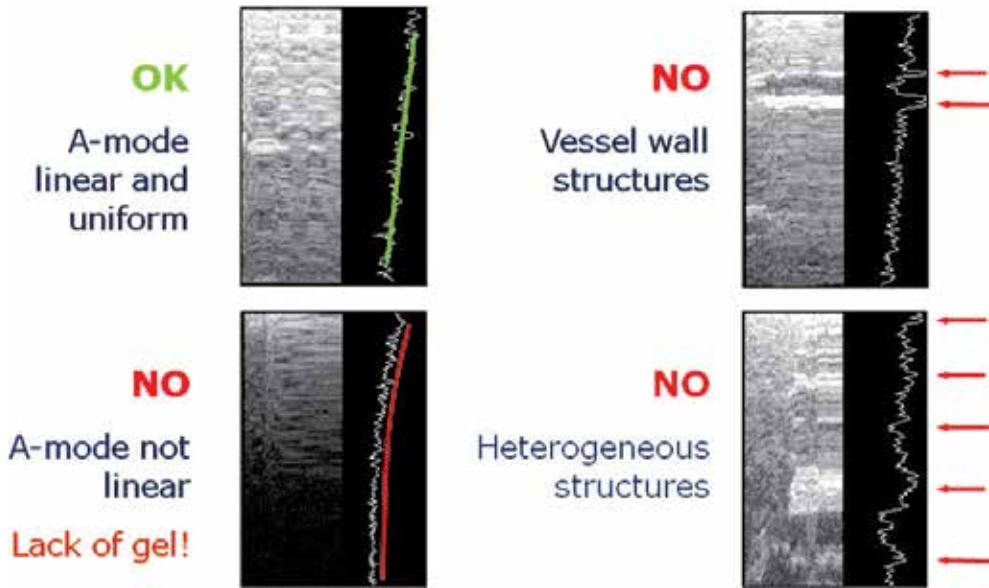 OK
A-mode
linear and
uniform
NO
Vessel wall
structures
NO
A-mode not
linear
Lack of gel!
NO
Heterogeneous
structures